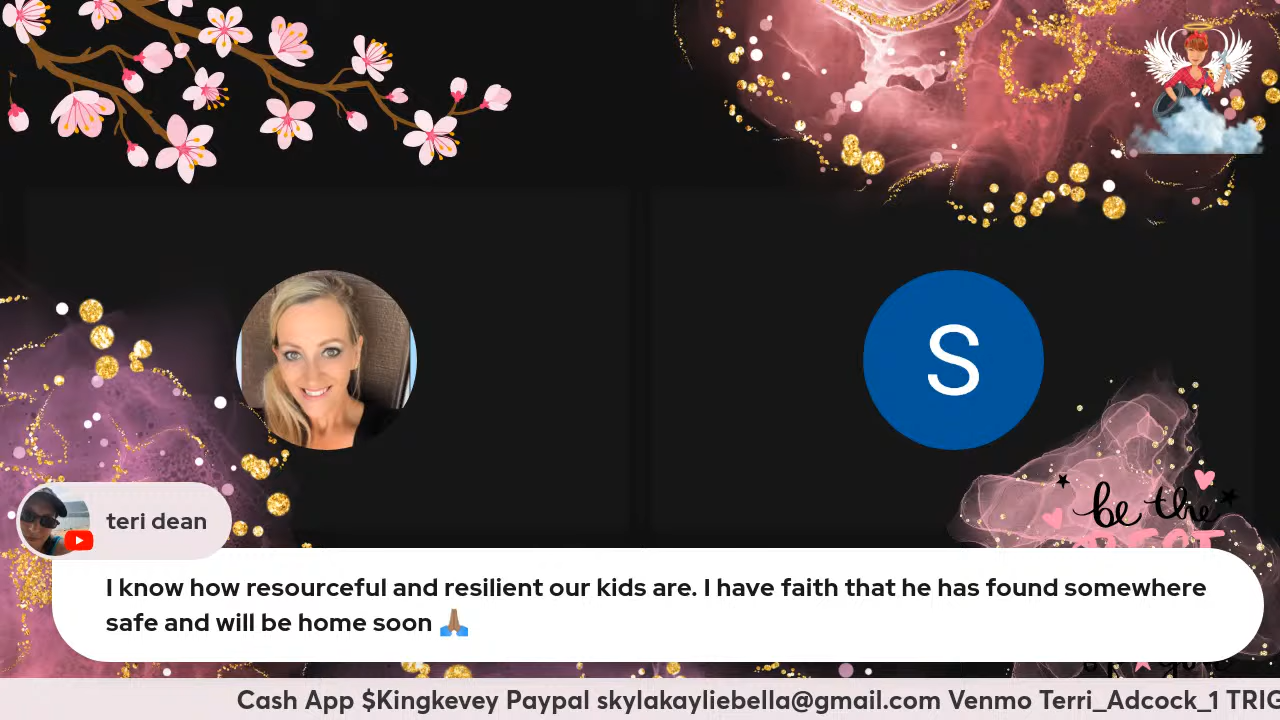 S
be the
teri dean
I know how resourceful and resilient our kids are. I have faith that he has found somewhere
safe and will be home soon 🙏🏽
Cash App $Kingkevey Paypal skylakayliebella@gmail.com Venmo Terri_Adcock_1